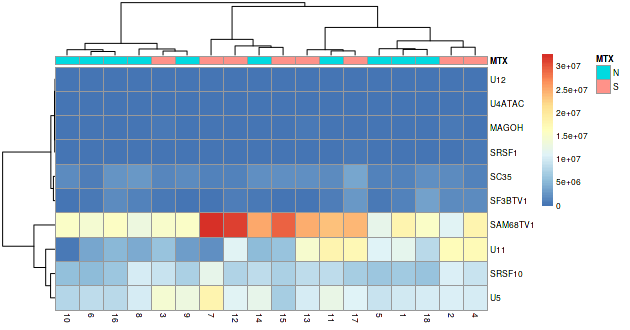 MTX
MTX
N
S
3e+07
2.5e+07
2e+07
1.5e+07
1e+07
5e+06
0
U12
U4ATAC
MAGOH
SRSF1
SC35
SF3BTV1
SAM68TV1
U11
SRSF10
U5
10 6 16 8 3 9 7 12 14 15 13 11 17 5 1 18 2 4